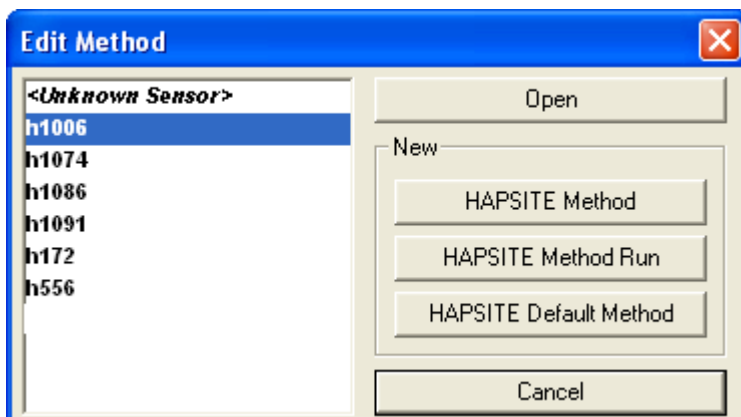 Edit Method
<Unknown Sensor>
h1006
h1074
h1086
h1091
h172
h556
Open
New
HAPSITE Method
HAPSITE Method Run
HAPSITE Default Method
Cancel